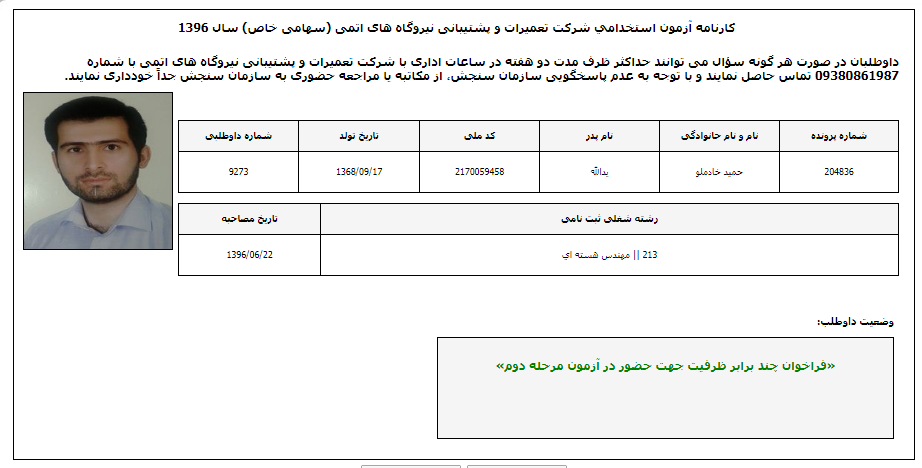 کارنامه آزمون استخدامي شرکت تعمیرات و پشتیبانی نیروگاه های اتمی (سهامی خاص) سال 1396
داوطلبان در صورت هر گونه سؤال می توانند حداکثر ظرف مدت دو هفته در ساعات اداری با شرکت تعمیرات و پشتیبانی نیروگاه های اتمی با شماره
09380861987 تماس حاصل نمایند و با توجه به عدم پاسخگویی سازمان سنجش، از مکاتبه یا مراجعه حضوری به سازمان سنجش جداً خودداری نمایند.
شماره پرونده نام و نام خانوادگی نام پدر کد ملی تاریخ تولد شماره داوطلبی
204836 حمید خادملو یدالله 2170059458 1368/09/17 9273
رشته شغلی ثبت نامی تاریخ مصاحبه
213 || مهندس هسته اي 1396/06/22
وضعیت داوطلب:
«فراخوان چند برابر ظرفیت جهت حضور در آزمون مرحله دوم»